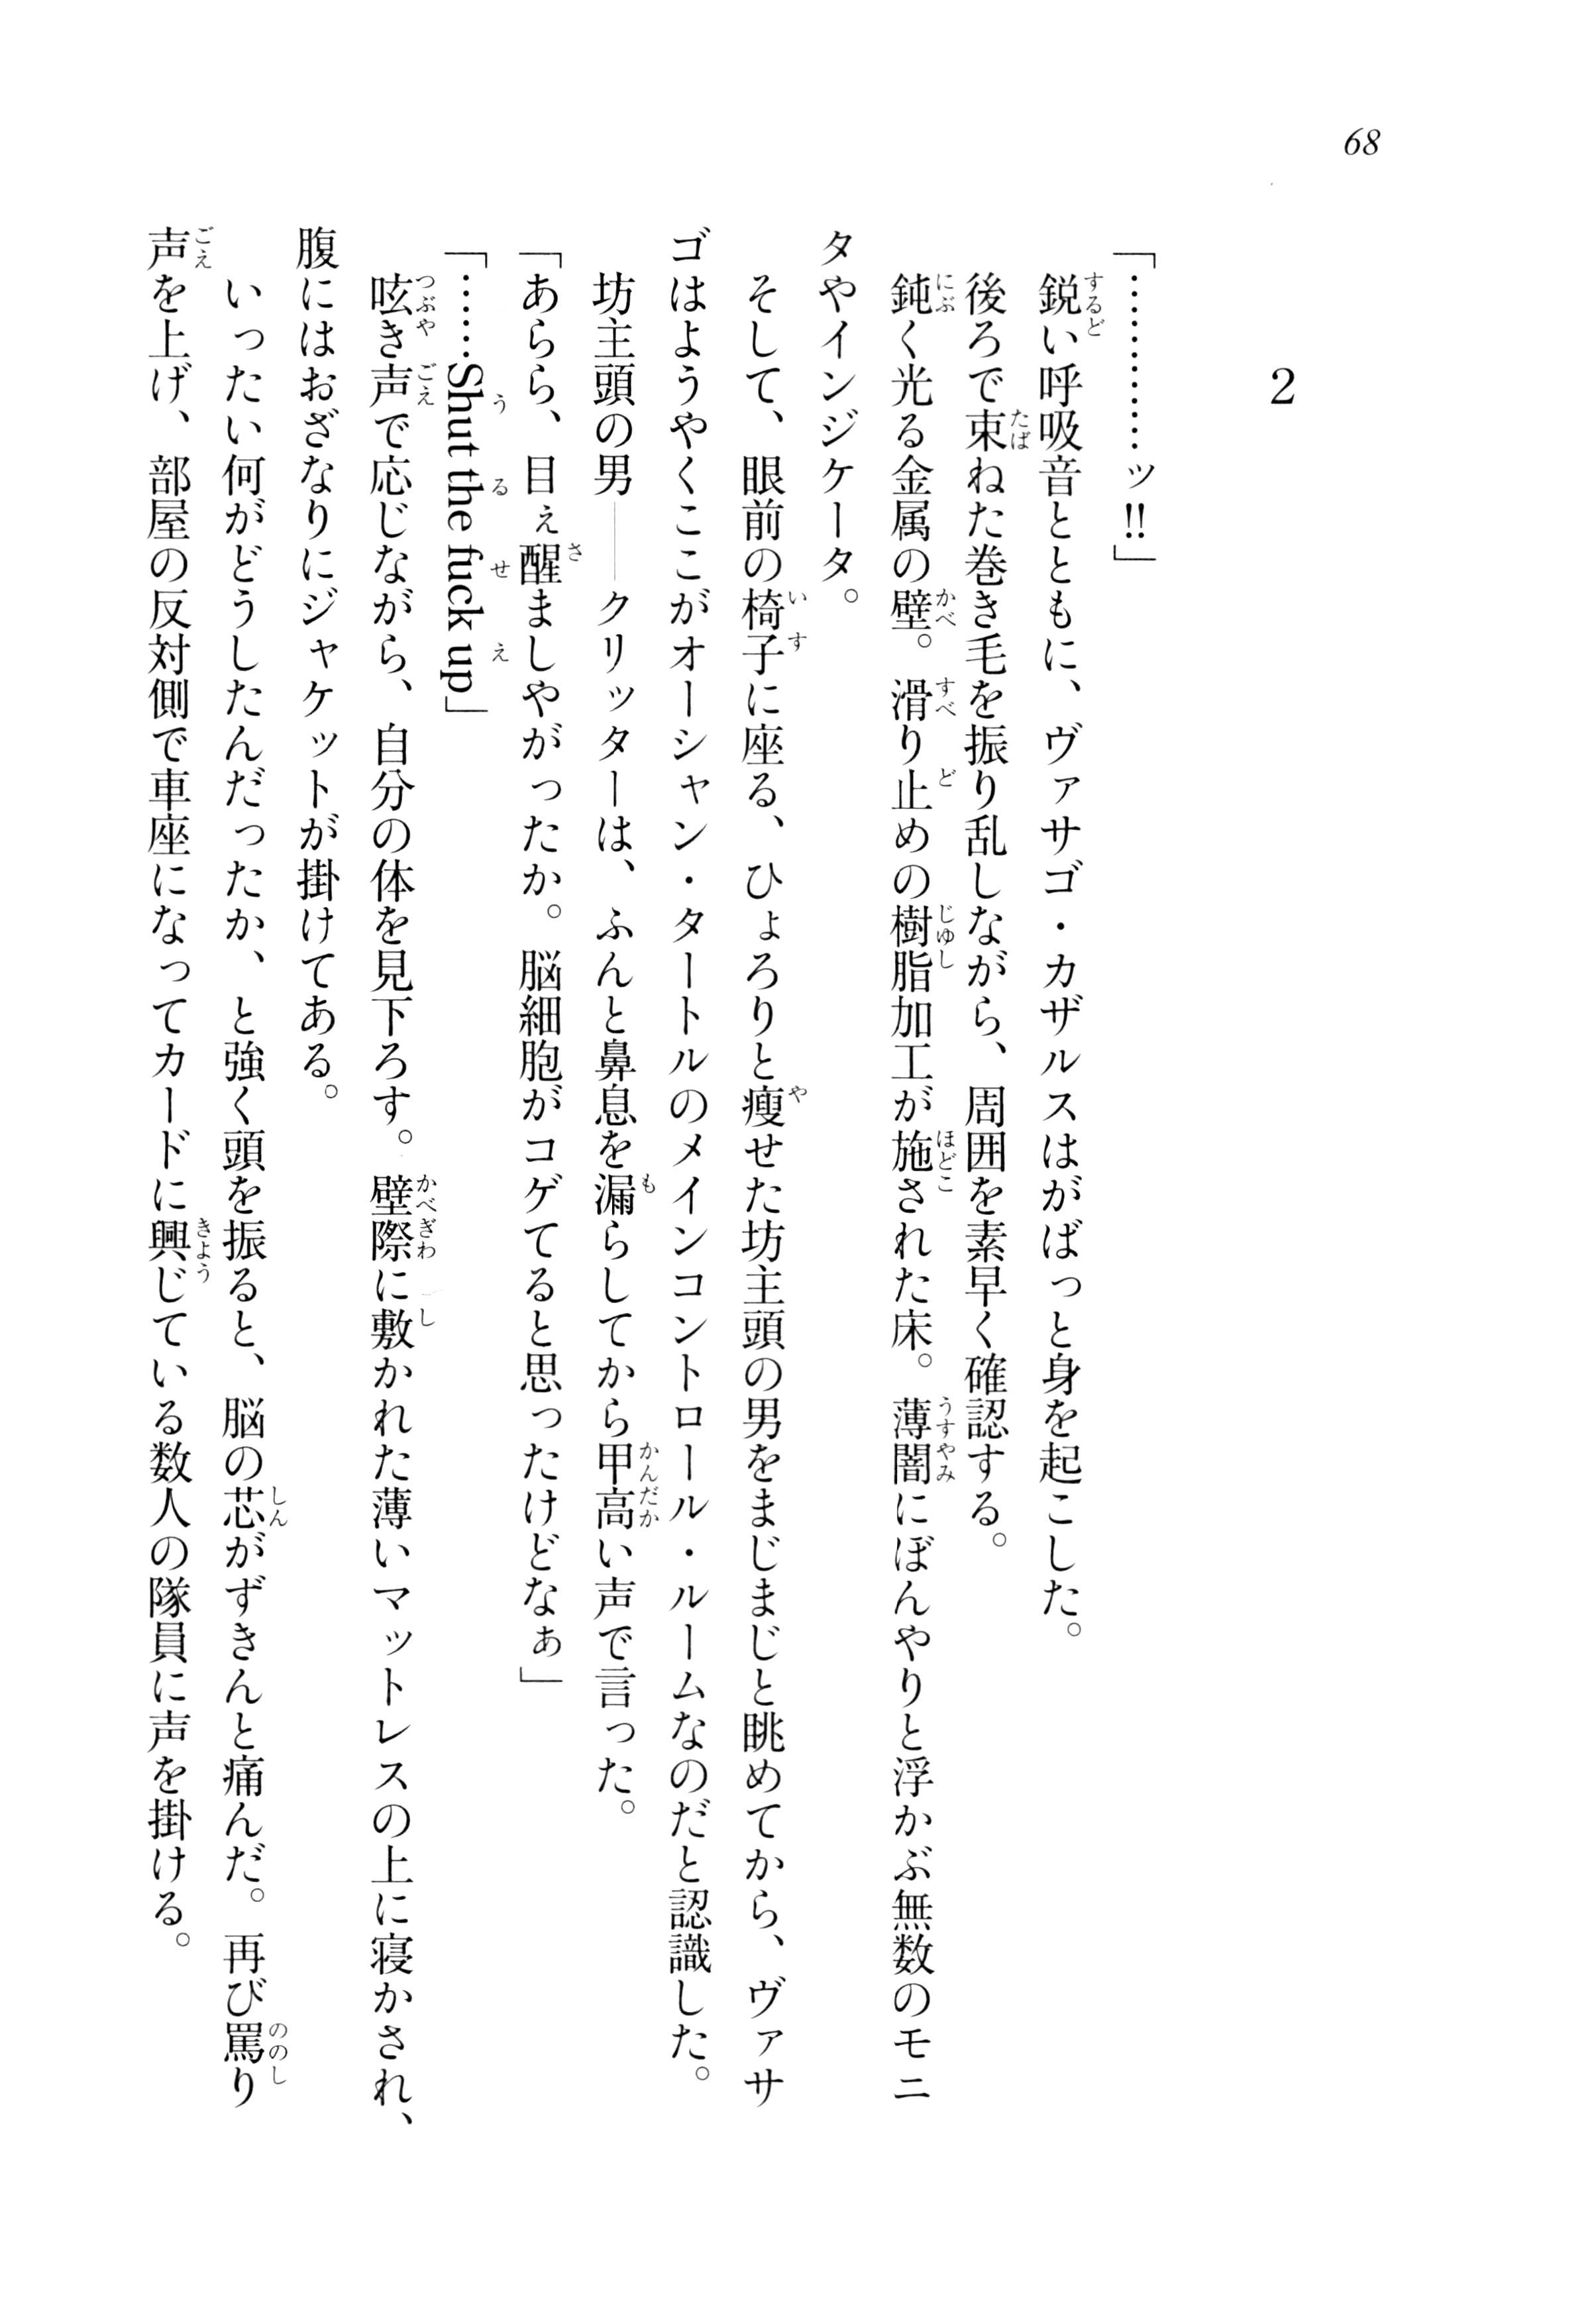 68
2
「…………ッ!!」
鋭い呼吸音とともに、ヴァサゴ・カザルスはがばっと身を起こした。
後ろで束ねた巻き毛を振り乱しながら、周囲を素早く確認する。
鈍く光る金属の壁。滑り止めの樹脂加工が施された床。薄闇にぼんやりと浮かぶ無数のモニ
タやインジケータ。
そして、眼前の椅子に座る、ひょろりと瘦せた坊主頭の男をまじまじと眺めてから、ヴァサ
ゴはようやくここがオーシャン・タートルのメインコントロール・ルームなのだと認識した。
坊主頭の男――クリッターは、ふんと鼻息を漏らしてから甲高い声で言った。
「あらら、目ぇ醒ましやがったか。脳細胞がコゲてると思ったけどなぁ」
「……Shut the fuck up」
呟き声で応じながら、自分の体を見下ろす。壁際に敷かれた薄いマットレスの上に寝かされ、
腹にはおざなりにジャケットが掛けてある。
いったい何がどうしたんだったか、と強く頭を振ると、脳の芯がずきんと痛んだ。再び罵り
声を上げ、部屋の反対側で車座になってカードに興じている数人の隊員に声を掛ける。